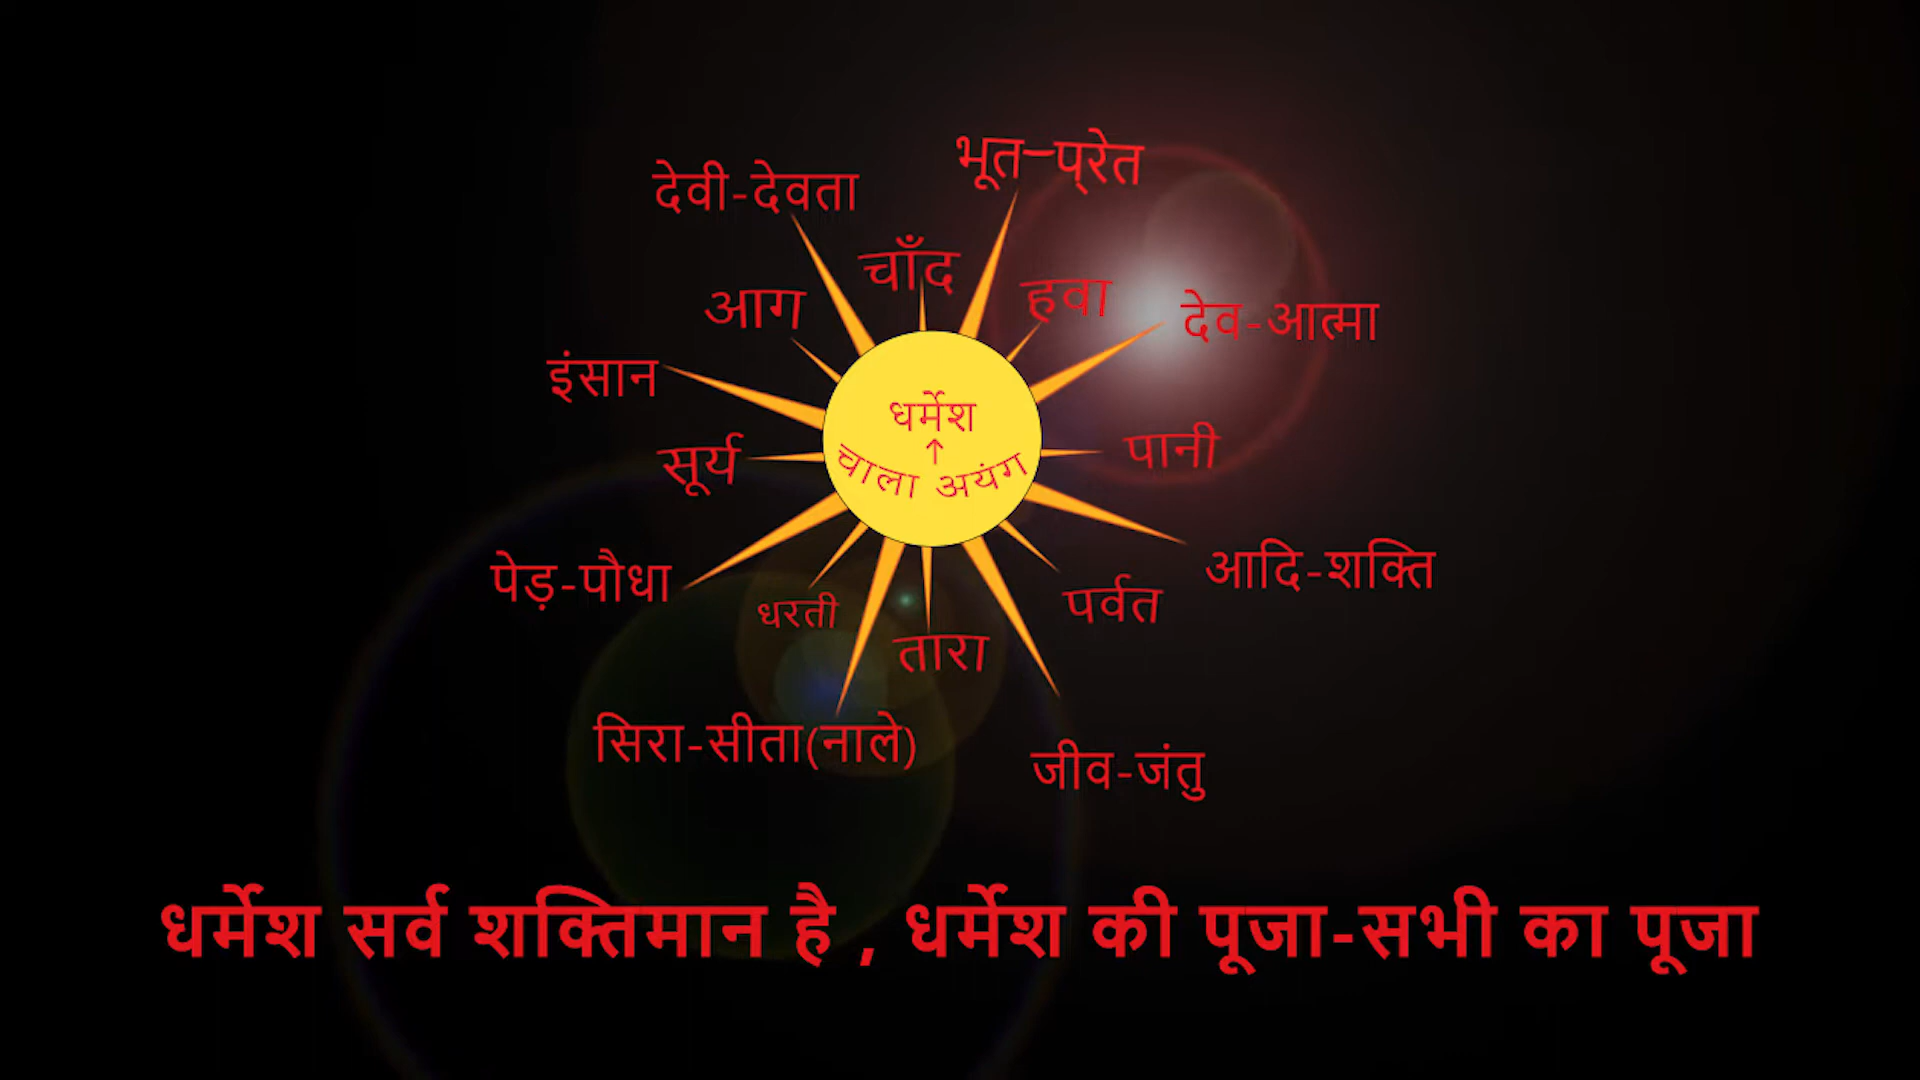 भूत-प्रेत
देवी-देवता
चाँद
हवा
आग
देव-आत्मा
इंसान
धर्मेश
↑
चाला अयंग
पानी
सूर्य
आदि-शक्ति
पेड़-पौधा
पर्वत
धरती
तारा
सिरा-सीता(नाले)
जीव-जंतु
धर्मेश सर्व शक्तिमान है , धर्मेश की पूजा-सभी का पूजा